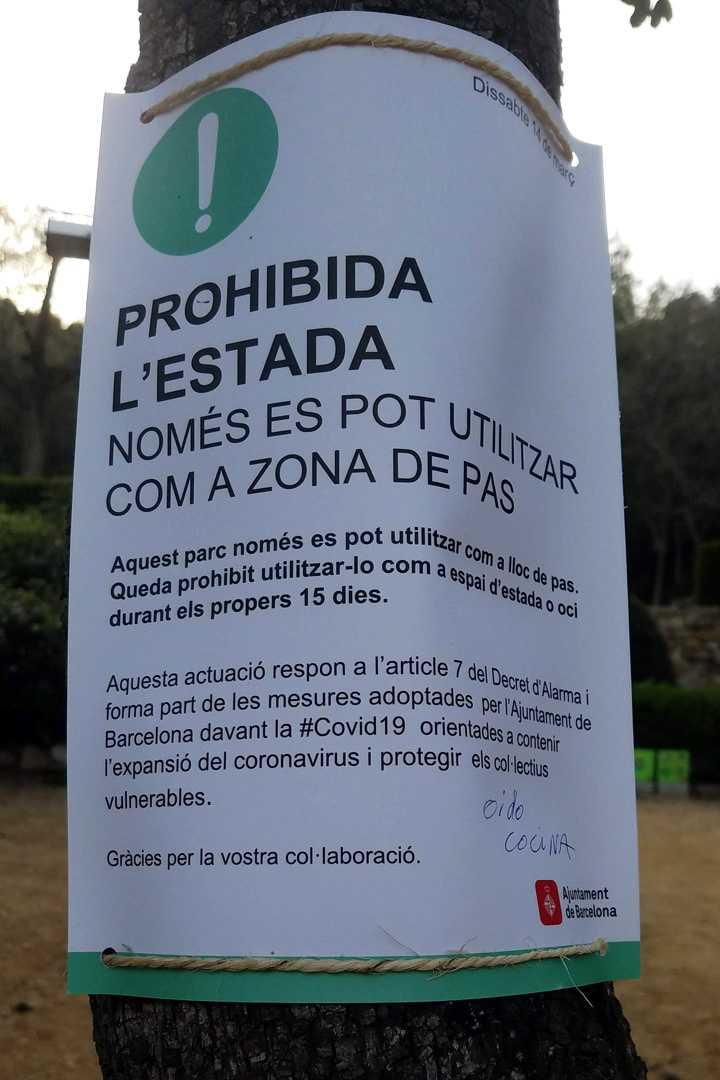 Dissabte 14 de març
PROHIBIDA
L'ESTADA
NOMÉS ES POT UTILITZAR
COM A ZONA DE PAS
Aquest parc només es pot utilitzar com a lloc de pas.
Queda prohibit utilitzar-lo com a espai d'estada o oci
durant els propers 15 dies.
Aquesta actuació respon a l'article 7 del Decret d'Alarma i
forma part de les mesures adoptades per l'Ajuntament de
Barcelona davant la #Covid19 orientades a contenir
l'expansió del coronavirus i protegir els col·lectius
vulnerables.
oido
cociNA
Gràcies per la vostra col·laboració.
Ajuntament
de Barcelona